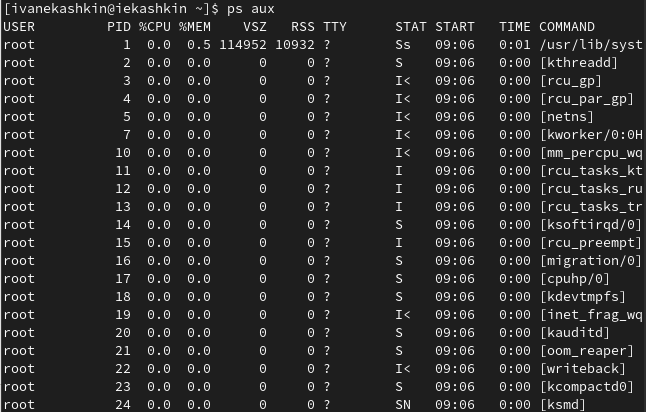 [ivanekashkin@iekashkin ~]$ ps aux
USER         PID %CPU %MEM    VSZ   RSS TTY      STAT START   TIME COMMAND
root           1  0.0  0.5 114952 10932 ?        Ss   09:06   0:01 /usr/lib/syst
root           2  0.0  0.0      0     0 ?        S    09:06   0:00 [kthreadd]
root           3  0.0  0.0      0     0 ?        I<   09:06   0:00 [rcu_gp]
root           4  0.0  0.0      0     0 ?        I<   09:06   0:00 [rcu_par_gp]
root           5  0.0  0.0      0     0 ?        I<   09:06   0:00 [netns]
root           7  0.0  0.0      0     0 ?        I<   09:06   0:00 [kworker/0:0H
root          10  0.0  0.0      0     0 ?        I<   09:06   0:00 [mm_percpu_wq
root          11  0.0  0.0      0     0 ?        I    09:06   0:00 [rcu_tasks_kt
root          12  0.0  0.0      0     0 ?        I    09:06   0:00 [rcu_tasks_ru
root          13  0.0  0.0      0     0 ?        I    09:06   0:00 [rcu_tasks_tr
root          14  0.0  0.0      0     0 ?        S    09:06   0:00 [ksoftirqd/0]
root          15  0.0  0.0      0     0 ?        I    09:06   0:00 [rcu_preempt]
root          16  0.0  0.0      0     0 ?        S    09:06   0:00 [migration/0]
root          17  0.0  0.0      0     0 ?        S    09:06   0:00 [cpuhp/0]
root          18  0.0  0.0      0     0 ?        S    09:06   0:00 [kdevtmpfs]
root          19  0.0  0.0      0     0 ?        I<   09:06   0:00 [inet_frag_wq
root          20  0.0  0.0      0     0 ?        S    09:06   0:00 [kauditd]
root          21  0.0  0.0      0     0 ?        S    09:06   0:00 [oom_reaper]
root          22  0.0  0.0      0     0 ?        I<   09:06   0:00 [writeback]
root          23  0.0  0.0      0     0 ?        S    09:06   0:00 [kcompactd0]
root          24  0.0  0.0      0     0 ?        SN   09:06   0:00 [ksmd]